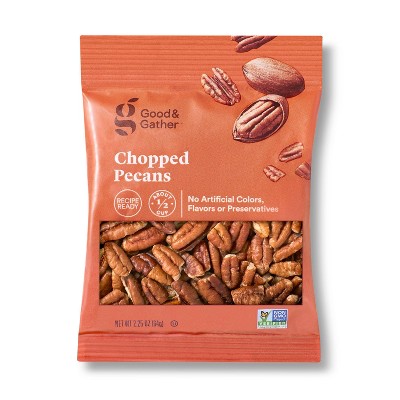 g
Good&
Gather™
Chopped
Pecans
RECIPE
READY
ABOUT
1/2
CUP
No Artificial Colors,
Flavors or Preservatives
NET WT 2.25 OZ (64g)